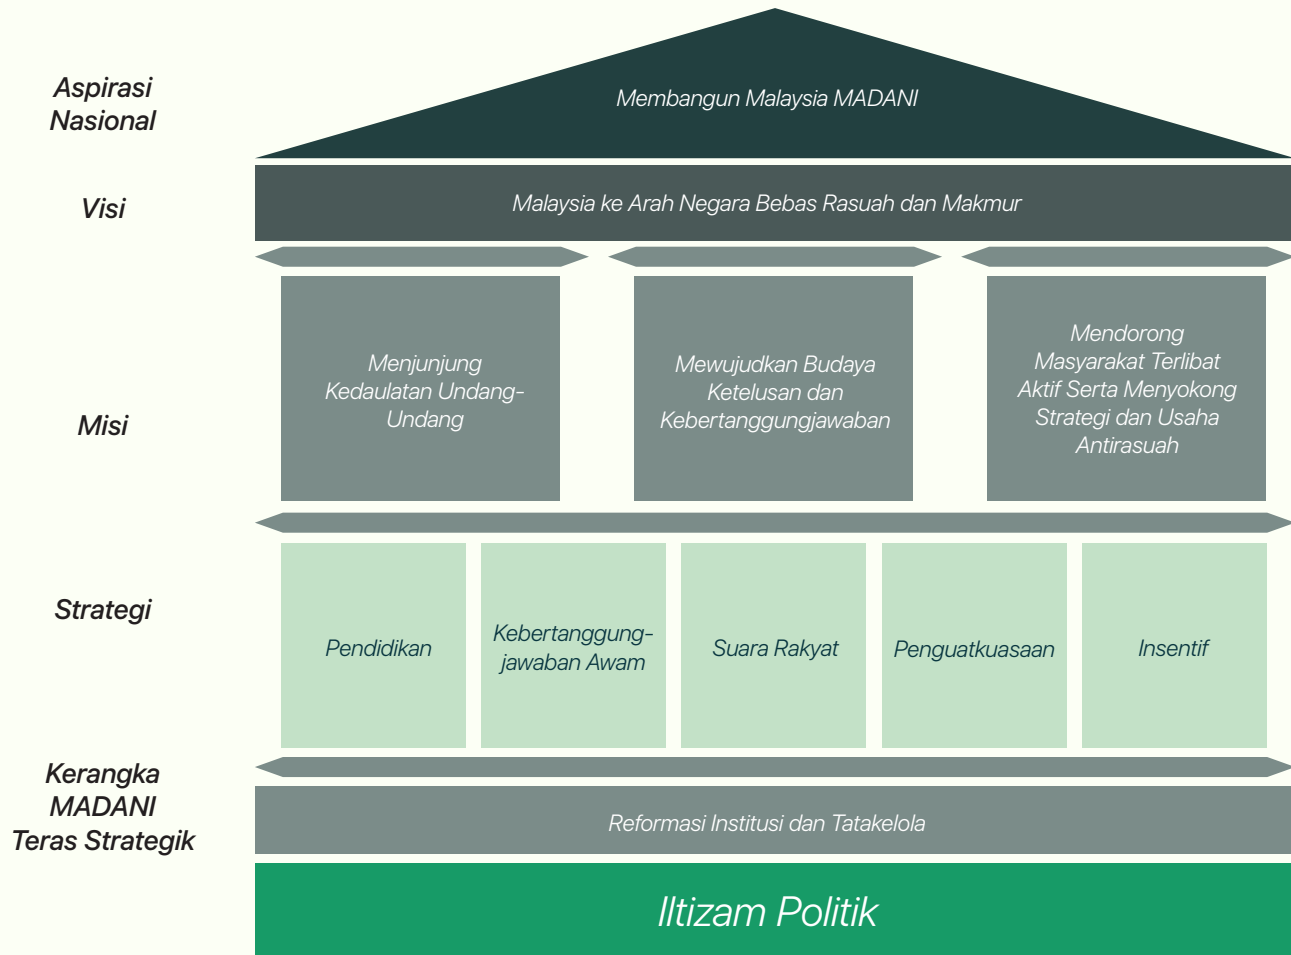 Aspirasi
Nasional
Membangun Malaysia MADANI
Visi
Malaysia ke Arah Negara Bebas Rasuah dan Makmur
Misi
Menjunjung
Kedaulatan Undang-
Undang
Mewujudkan Budaya
Ketelusan dan
Kebertanggungjawaban
Mendorong
Masyarakat Terlibat
Aktif Serta Menyokong
Strategi dan Usaha
Antirasuah
Strategi
Pendidikan
Kebertanggung-
jawaban Awam
Suara Rakyat
Penguatkuasaan
Insentif
Kerangka
MADANI
Teras Strategik
Reformasi Institusi dan Tatakelola
Iltizam Politik